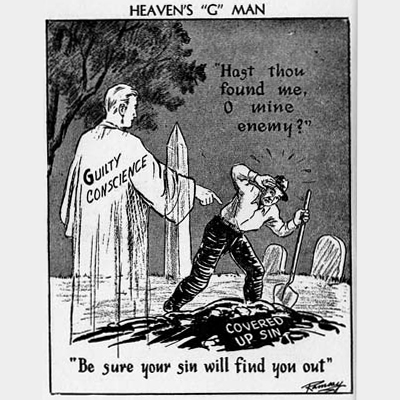 HEAVEN'S "G" MAN
"Hast thou
found me,
O mine
enemy?"
GUILTY
CONSCIENCE
COVERED
UP SIN
"Be sure your sin will find you out"